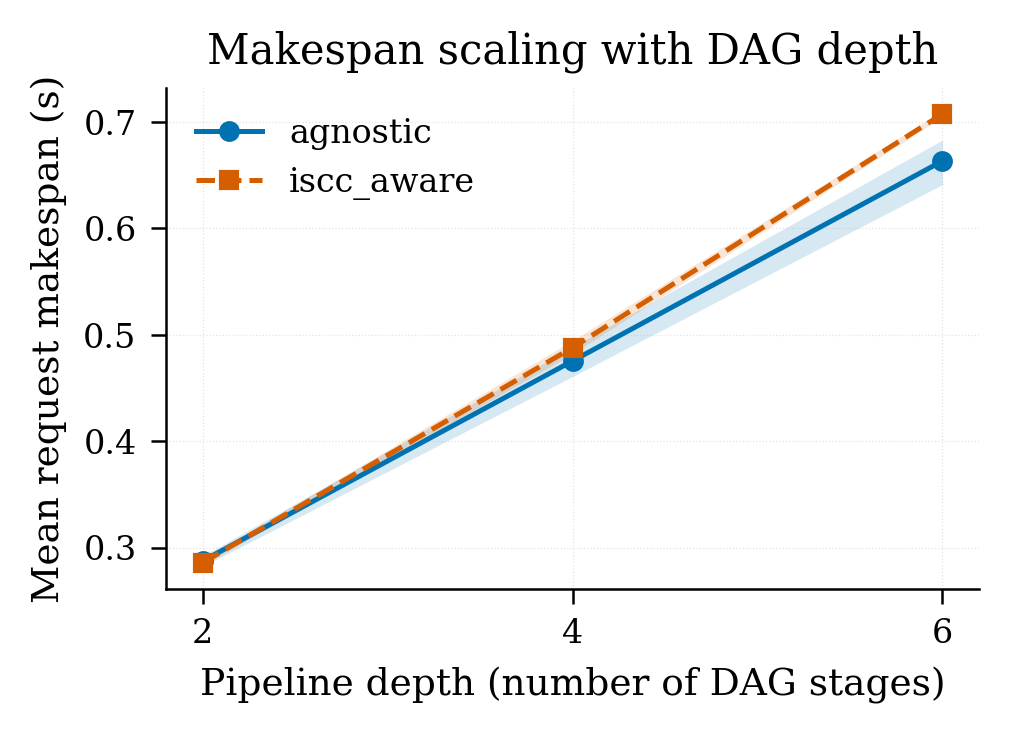 Makespan scaling with DAG depth
agnostic
iscc_aware
Mean request makespan (s)
0.7
0.6
0.5
0.4
0.3
2
4
6
Pipeline depth (number of DAG stages)